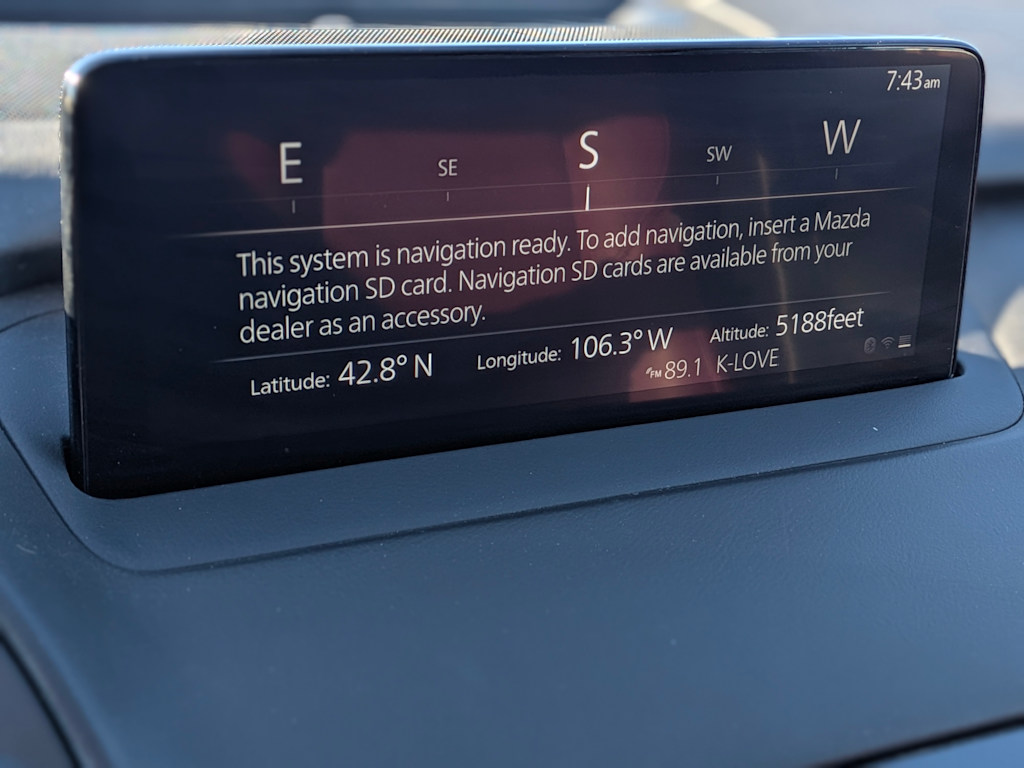 7:43am
E SE S SW W
This system is navigation ready. To add navigation, insert a Mazda
navigation SD card. Navigation SD cards are available from your
dealer as an accessory.
Latitude: 42.8° N Longitude: 106.3° W Altitude: 5188feet
FM 89.1 K-LOVE